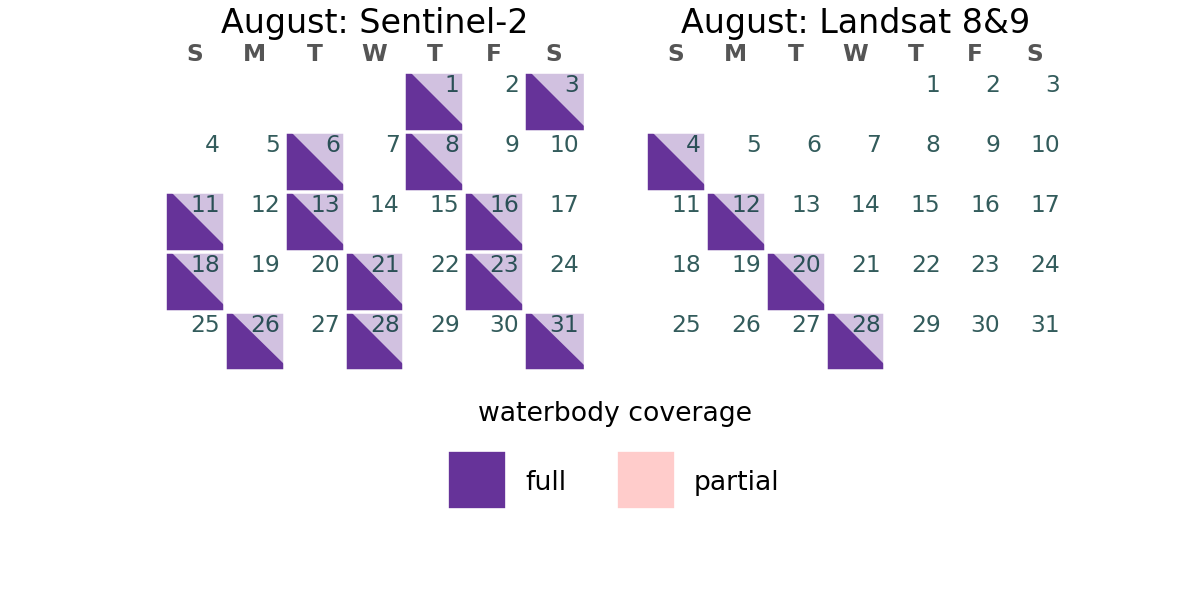 August: Sentinel-2
S M T W T F S
1 2 3
4 5 6 7 8 9 10
11 12 13 14 15 16 17
18 19 20 21 22 23 24
25 26 27 28 29 30 31
August: Landsat 8&9
S M T W T F S
1 2 3
4 5 6 7 8 9 10
11 12 13 14 15 16 17
18 19 20 21 22 23 24
25 26 27 28 29 30 31
waterbody coverage
full
partial